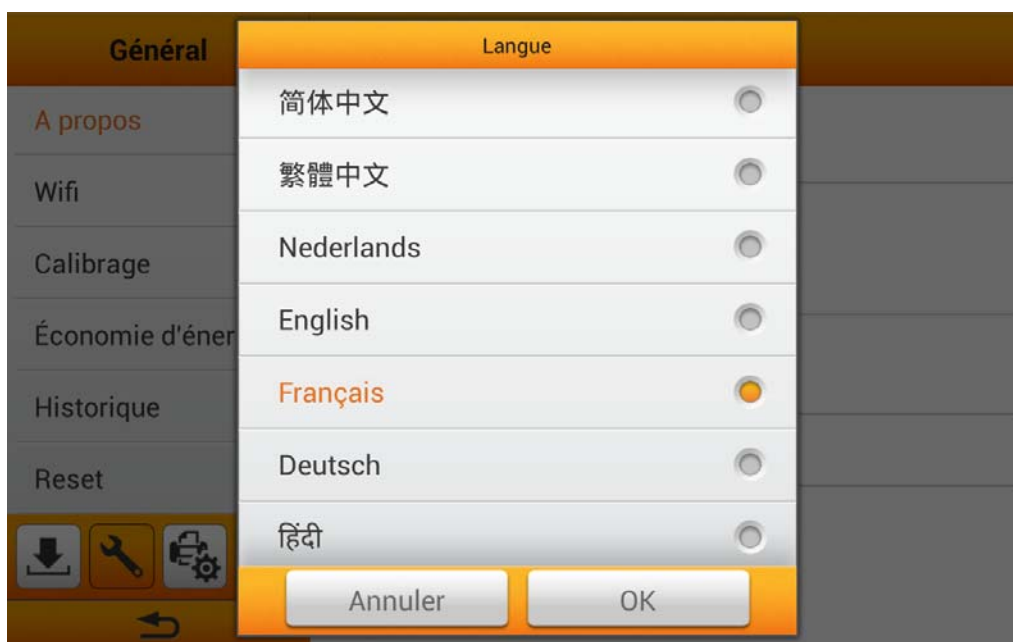 Général
A propos
Wifi
Calibrage
Économie d'éner
Historique
Reset
Langue
简体中文
繁體中文
Nederlands
English
Français
Deutsch
हिंदी
Annuler
OK